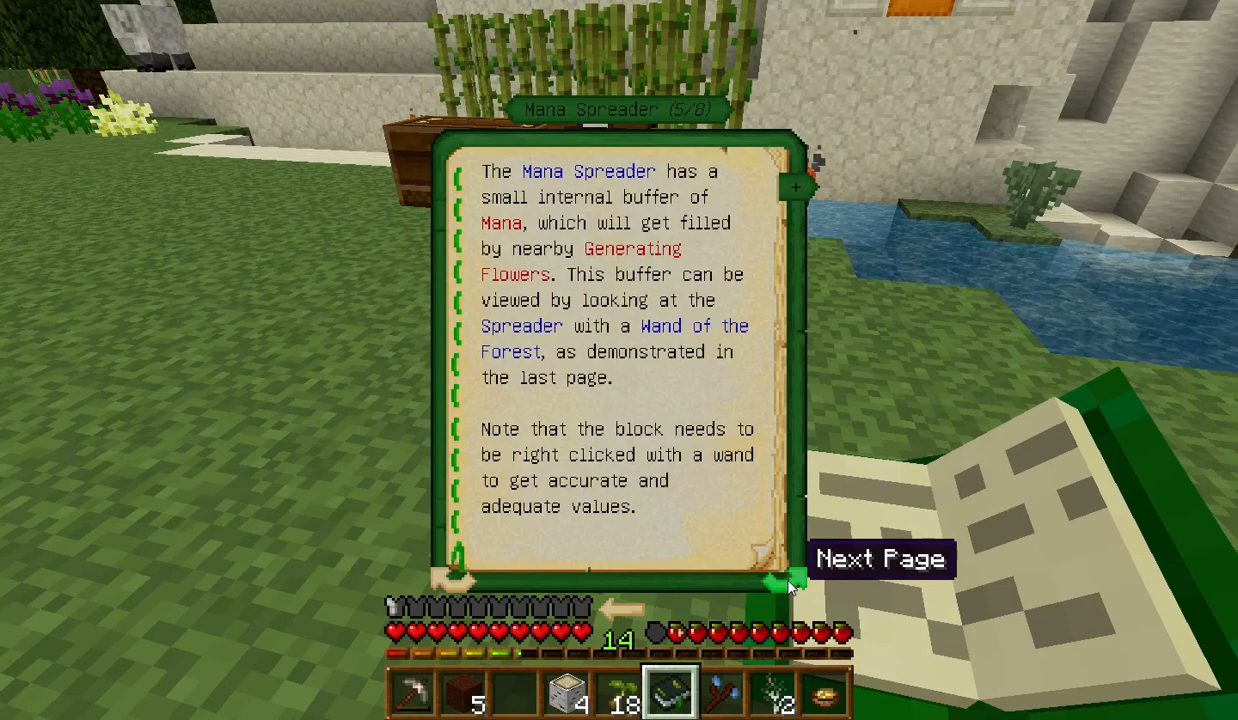 Mana Spreader (5/8)
The Mana Spreader has a
small internal buffer of
Mana, which will get filled
by nearby Generating
Flowers. This buffer can be
viewed by looking at the
Spreader with a Wand of the
Forest, as demonstrated in
the last page.
Note that the block needs to
be right clicked with a wand
to get accurate and
adequate values.
+
Next Page
14
5
4
18
2